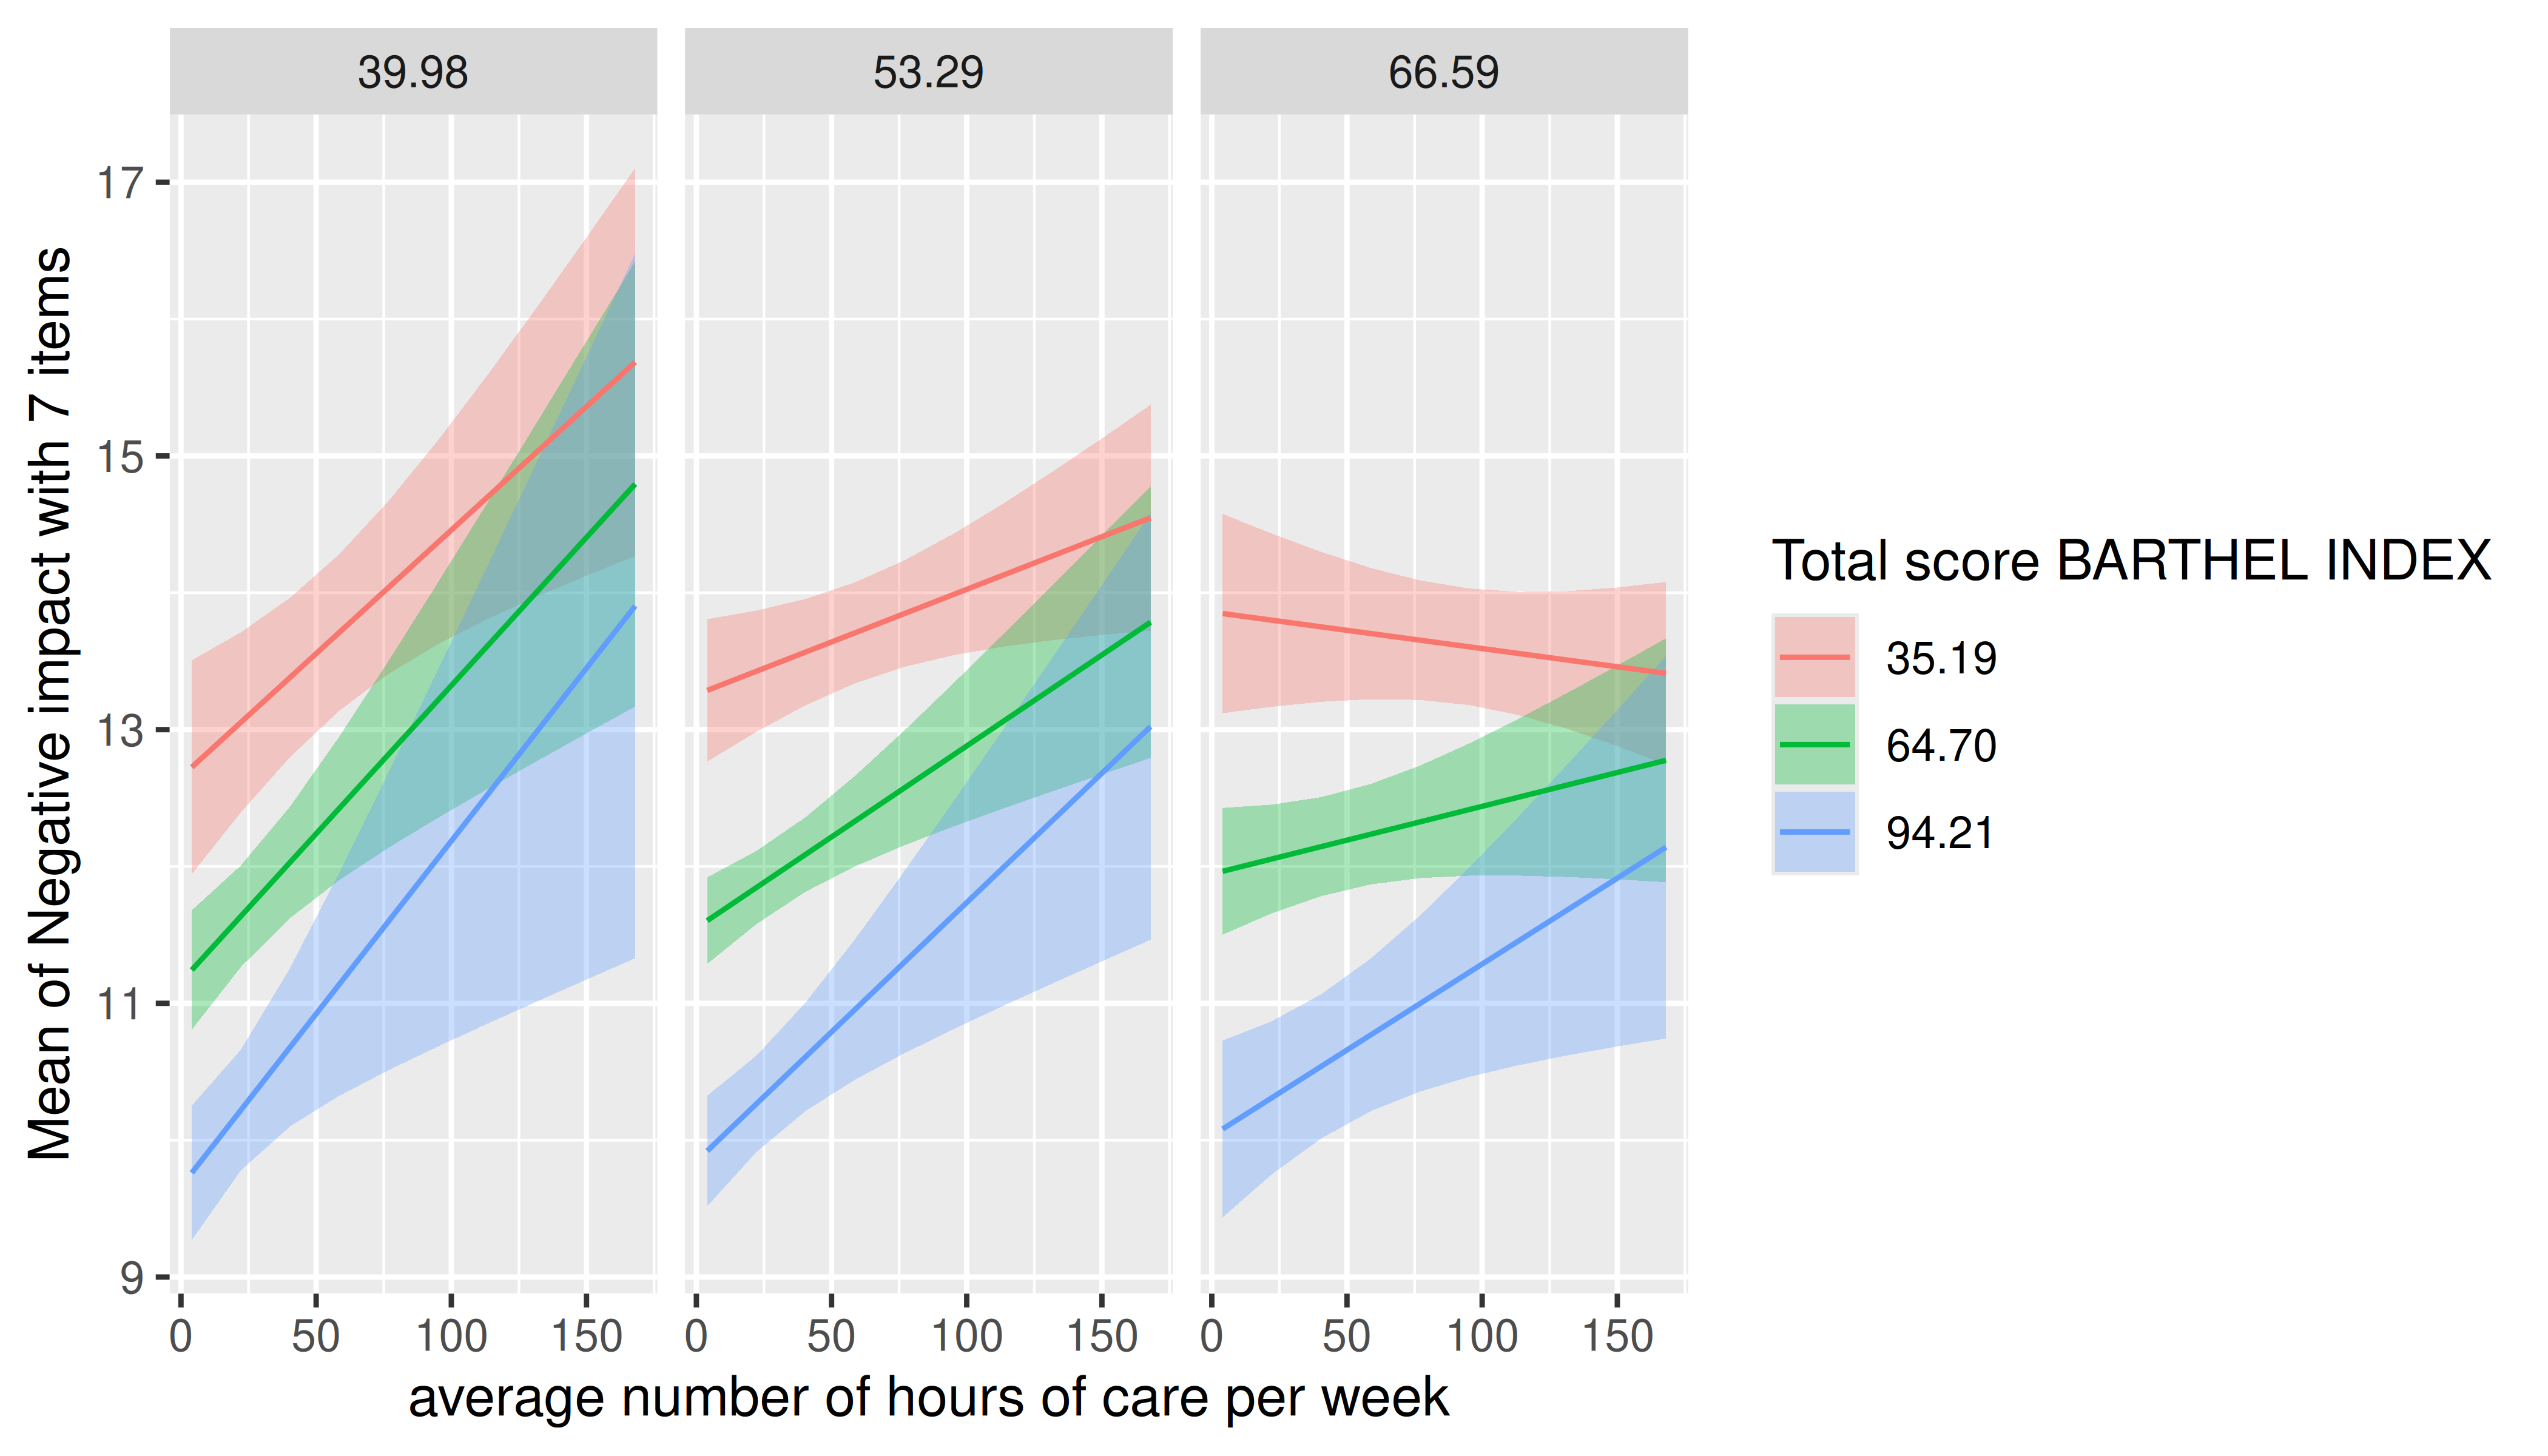 39.98 53.29 66.59
Mean of Negative impact with 7 items
17
15
13
11
9
0 50 100 150 0 50 100 150 0 50 100 150
average number of hours of care per week
Total score BARTHEL INDEX
35.19
64.70
94.21